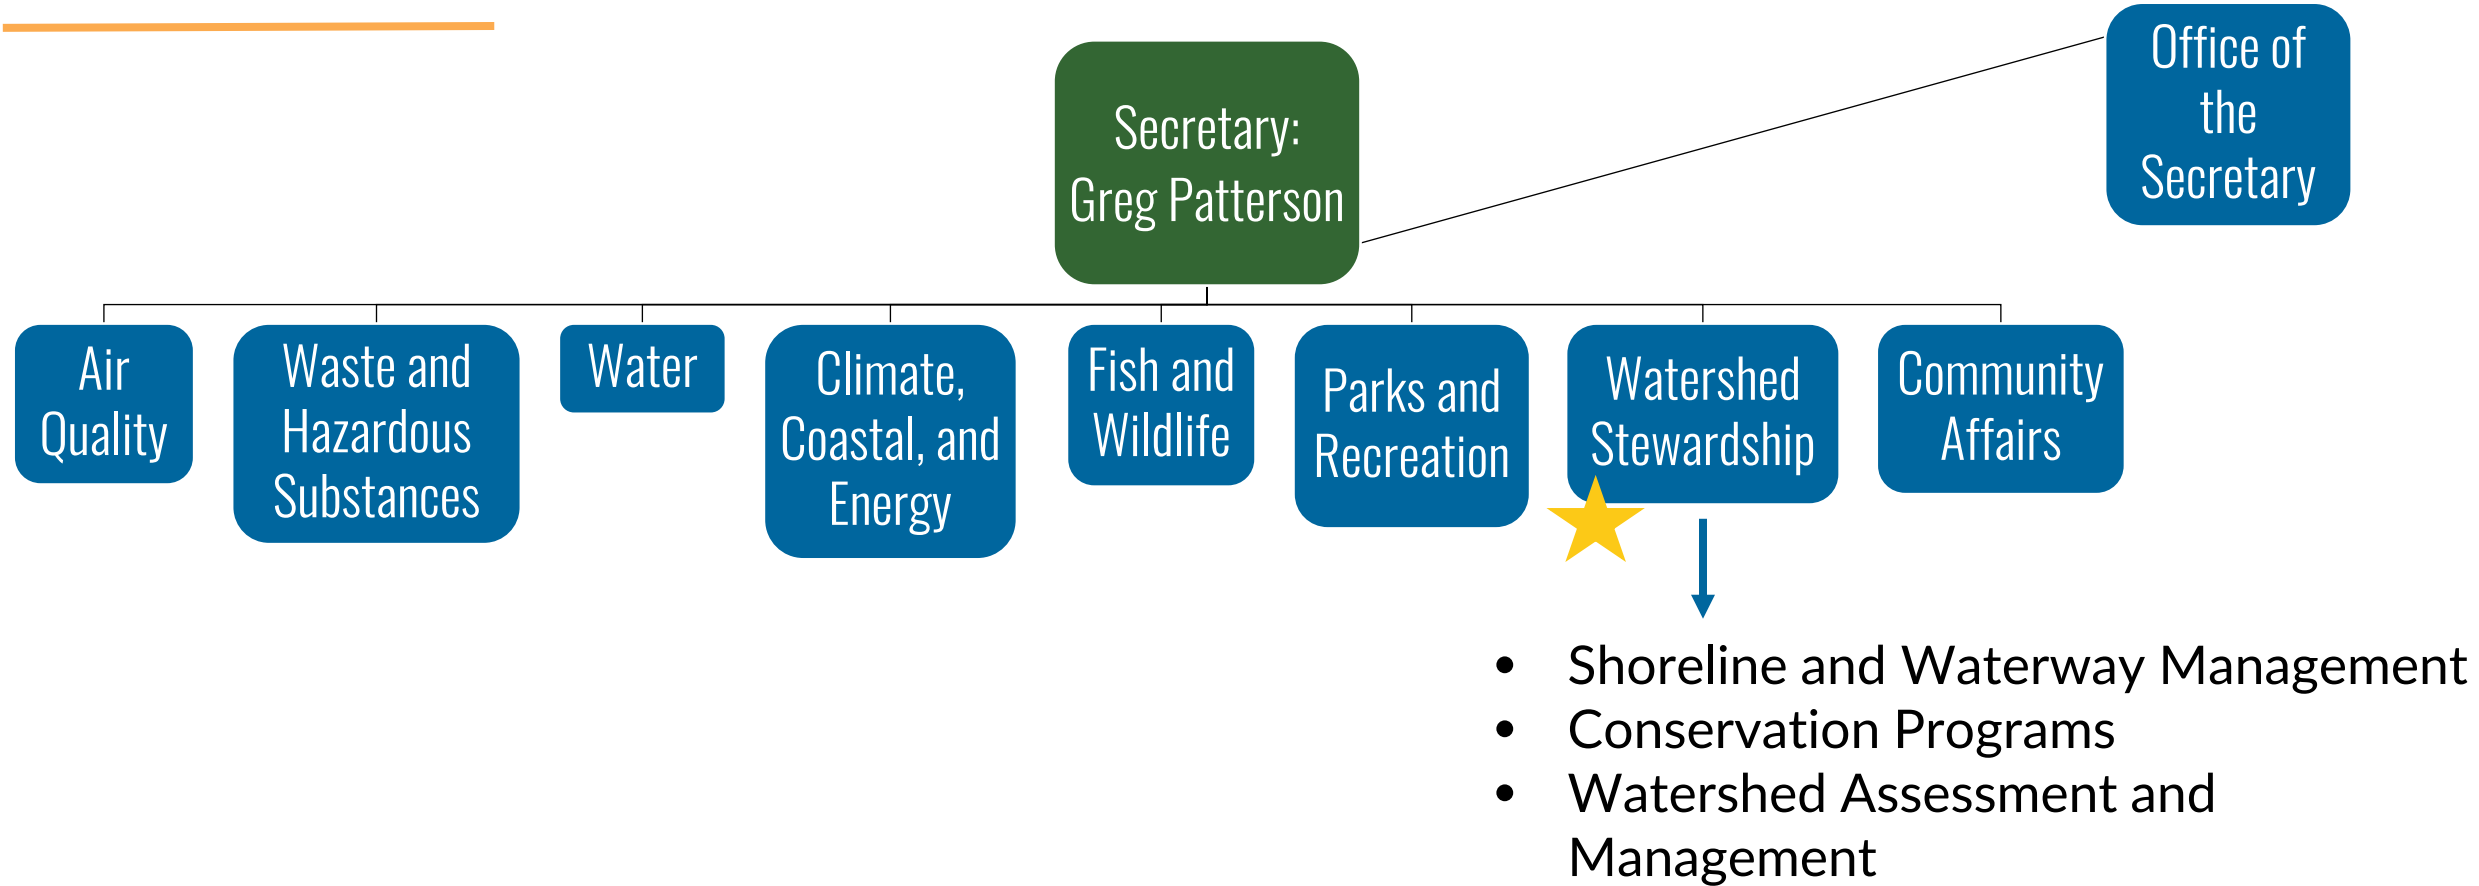 Office of
the
Secretary
Secretary:
Greg Patterson
Air
Quality
Waste and
Hazardous
Substances
Water
Climate,
Coastal, and
Energy
Fish and
Wildlife
Parks and
Recreation
Watershed
Stewardship
Community
Affairs
• Shoreline and Waterway Management
• Conservation Programs
• Watershed Assessment and
Management